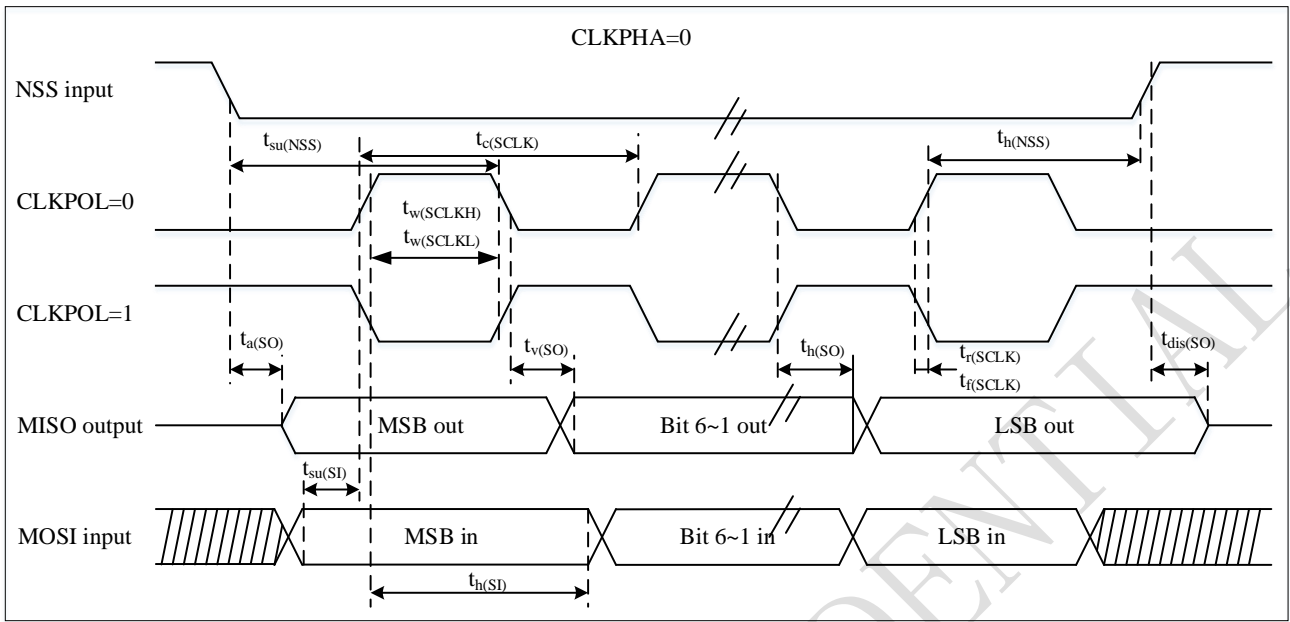 CLKPHA=0
NSS input
tsu(NSS)
tc(SCLK)
th(NSS)
CLKPOL=0
tw(SCLKH)
tw(SCLKL)
CLKPOL=1
ta(SO)
tv(SO)
th(SO)
tr(SCLK)
tf(SCLK)
tdis(SO)
MISO output
MSB out
Bit 6~1 out
LSB out
tsu(SI)
MOSI input
MSB in
Bit 6~1 in
LSB in
th(SI)
DENTIAL